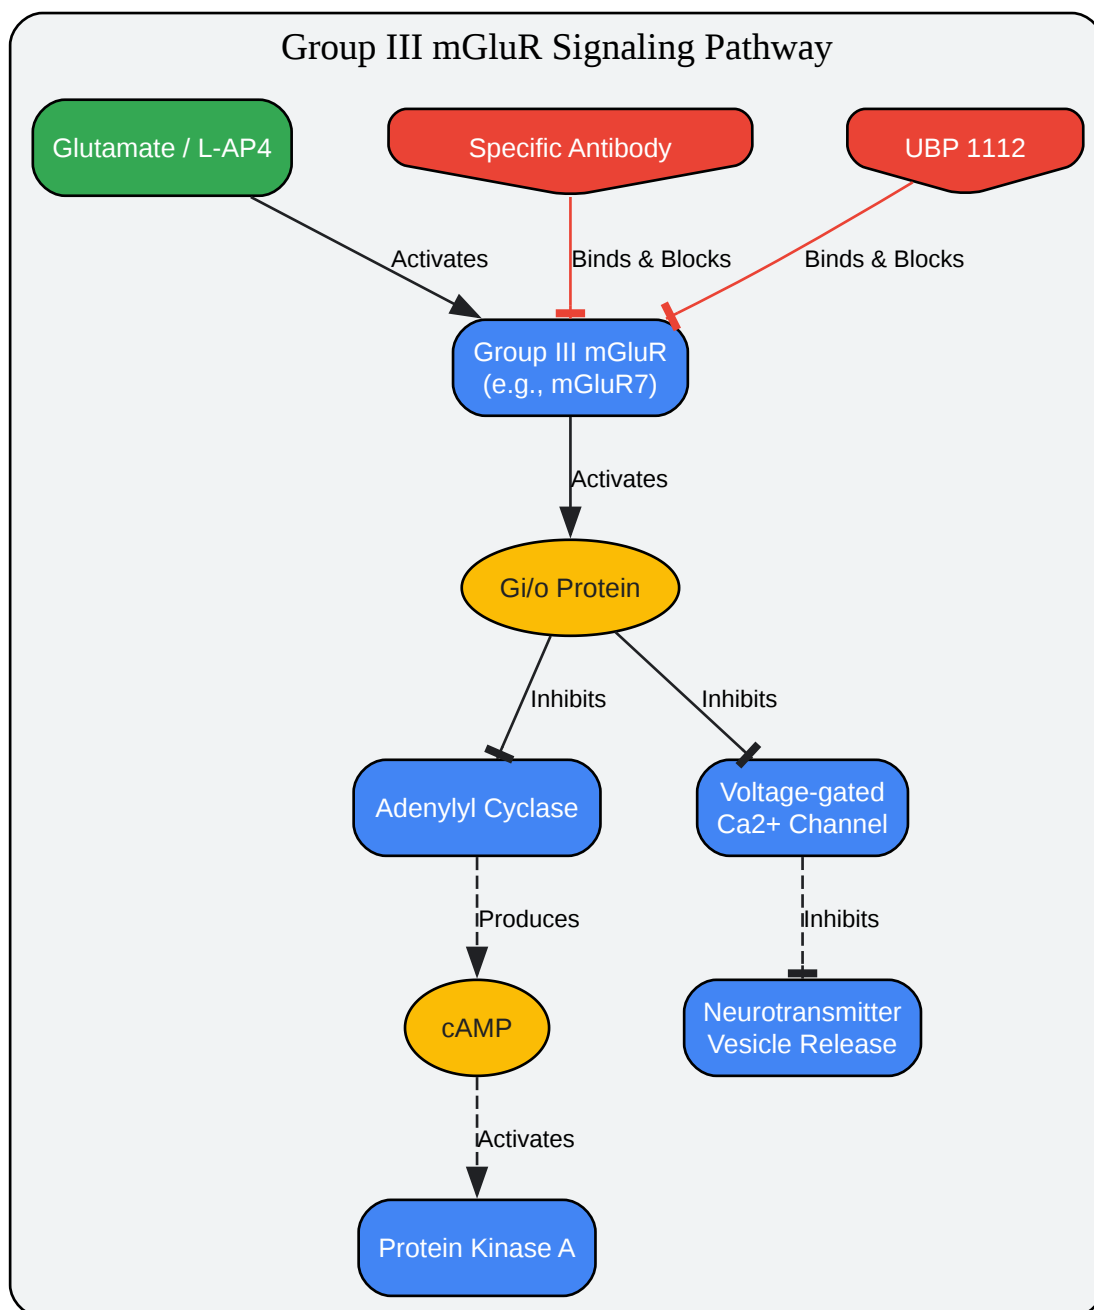 Group III mGluR Signaling Pathway
Glutamate / L-AP4
Specific Antibody
UBP 1112
Activates
Binds & Blocks
Binds & Blocks
Group III mGluR
(e.g., mGluR7)
Activates
Gi/o Protein
Inhibits
Inhibits
Adenylyl Cyclase
Voltage-gated
Ca2+ Channel
Produces
Inhibits
cAMP
Neurotransmitter
Vesicle Release
Activates
Protein Kinase A